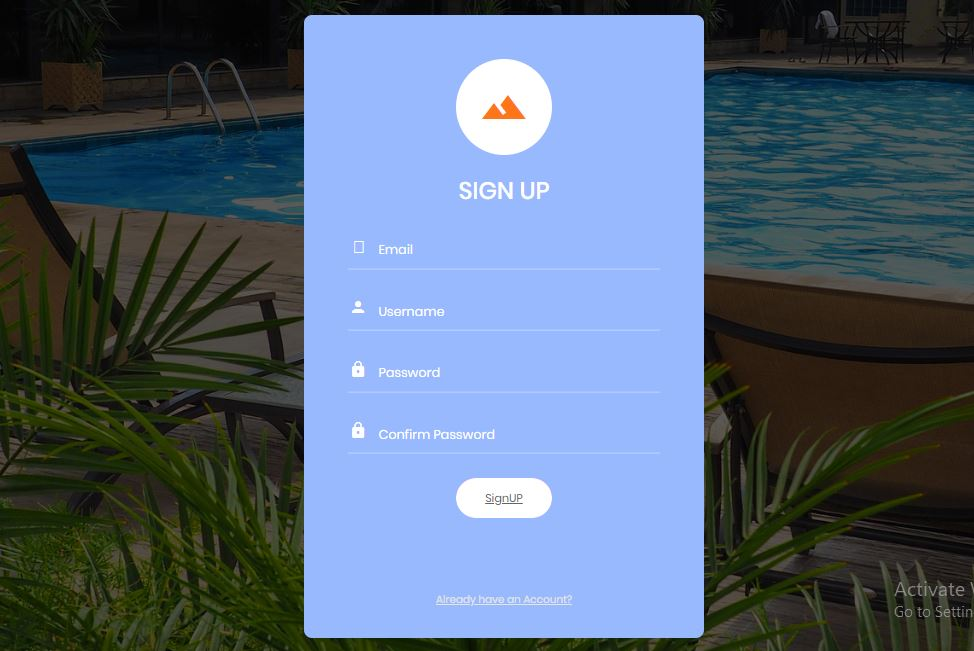 SIGN UP
Email
Username
Password
Confirm Password
SignUP
Already have an Account?
Activate
Go to Settin